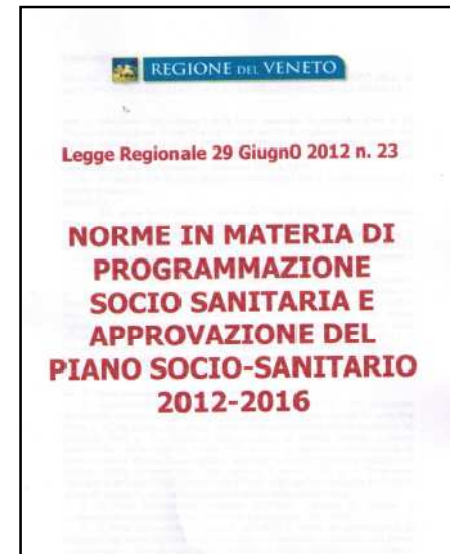 REGIONE DEL VENETO
Legge Regionale 29 Giugn0 2012 n. 23
NORME IN MATERIA DI
PROGRAMMAZIONE
SOCIO SANITARIA E
APPROVAZIONE DEL
PIANO SOCIO-SANITARIO
2012-2016